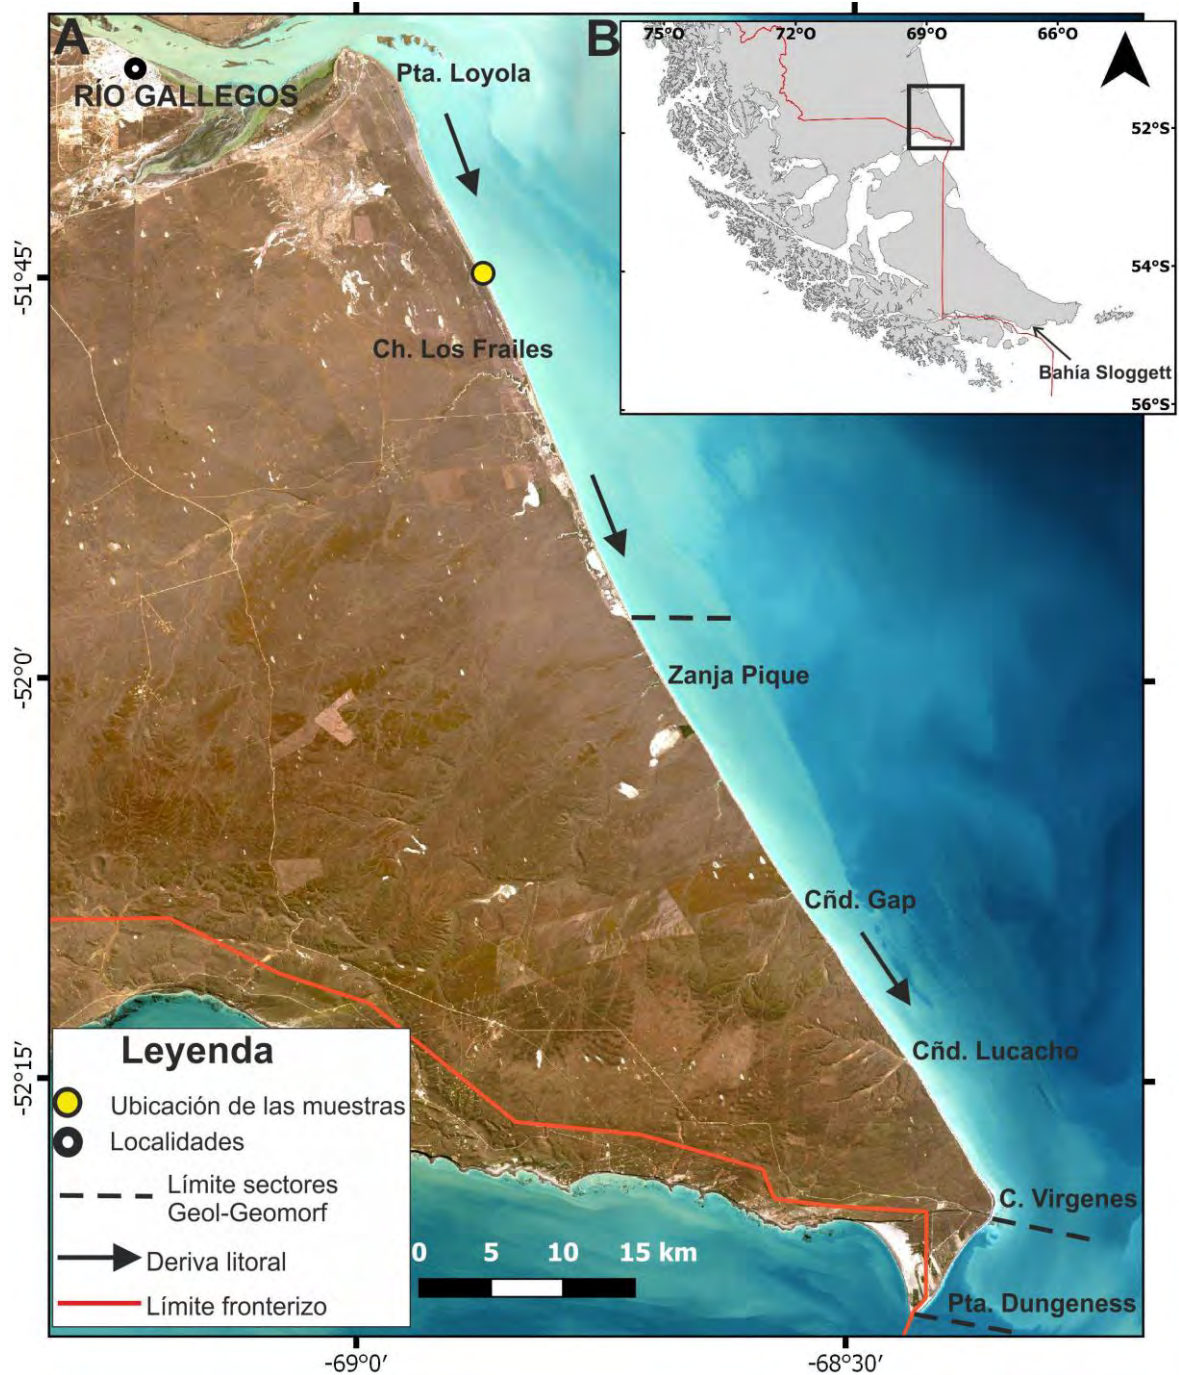 A
RÍO GALLEGOS
Pta. Loyola
B
75°O
72°O
69°O
66°O
52°S
54°S
56°S
Bahía Sloggett
-51°45'
Ch. Los Frailes
-52°0'
Zanja Pique
Cñd. Gap
-52°15'
Cñd. Lucacho
C. Virgenes
Pta. Dungeness
Leyenda
Ubicación de las muestras
Localidades
Límite sectores
Geol-Geomorf
Deriva litoral
Límite fronterizo
0 5 10 15 km
-69°0'
-68°30'